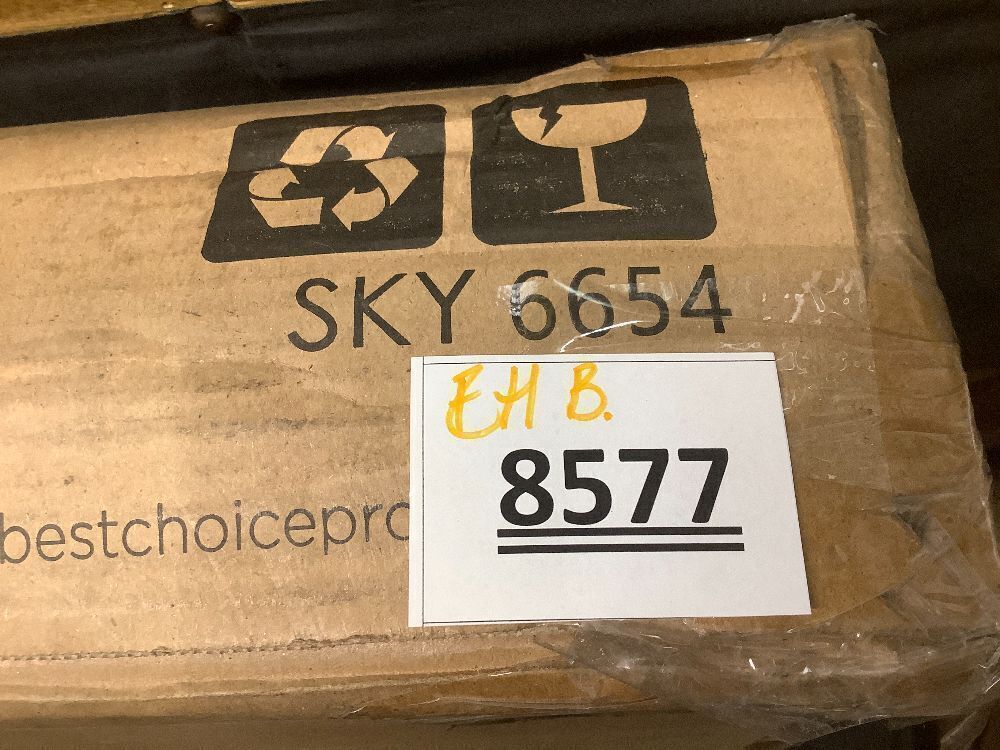 SKY 6654
EH B.
8577
bestchoicepro